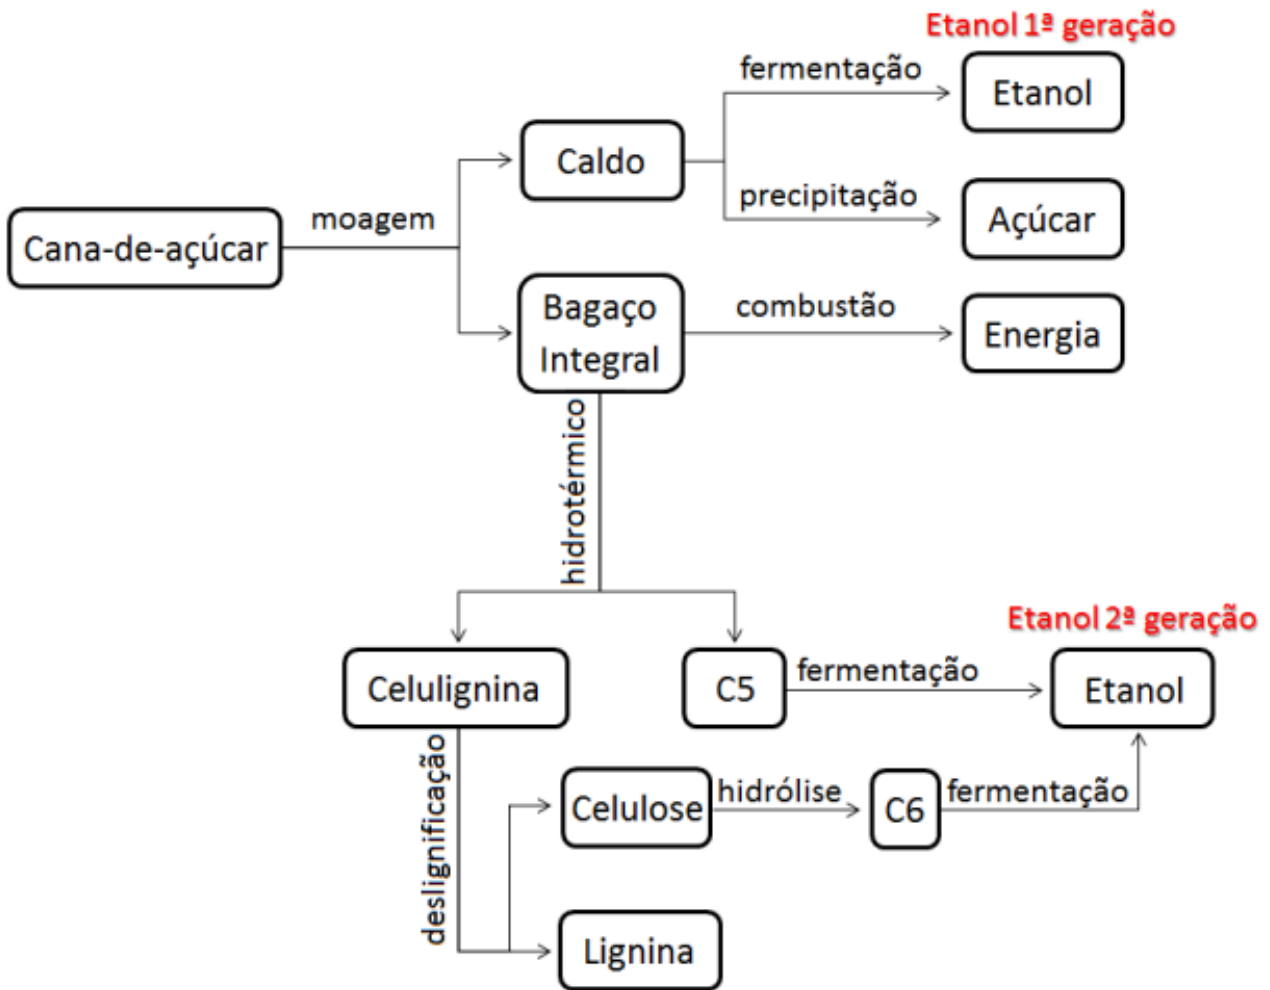 Etanol 1ª geração
fermentação
Etanol
Caldo
precipitação
Açúcar
moagem
Cana-de-açúcar
Bagaço
Integral
combustão
Energia
hidrotérmico
Etanol 2ª geração
Celulignina
C5
fermentação
Etanol
deslignificação
Celulose
hidrólise
C6
fermentação
Lignina